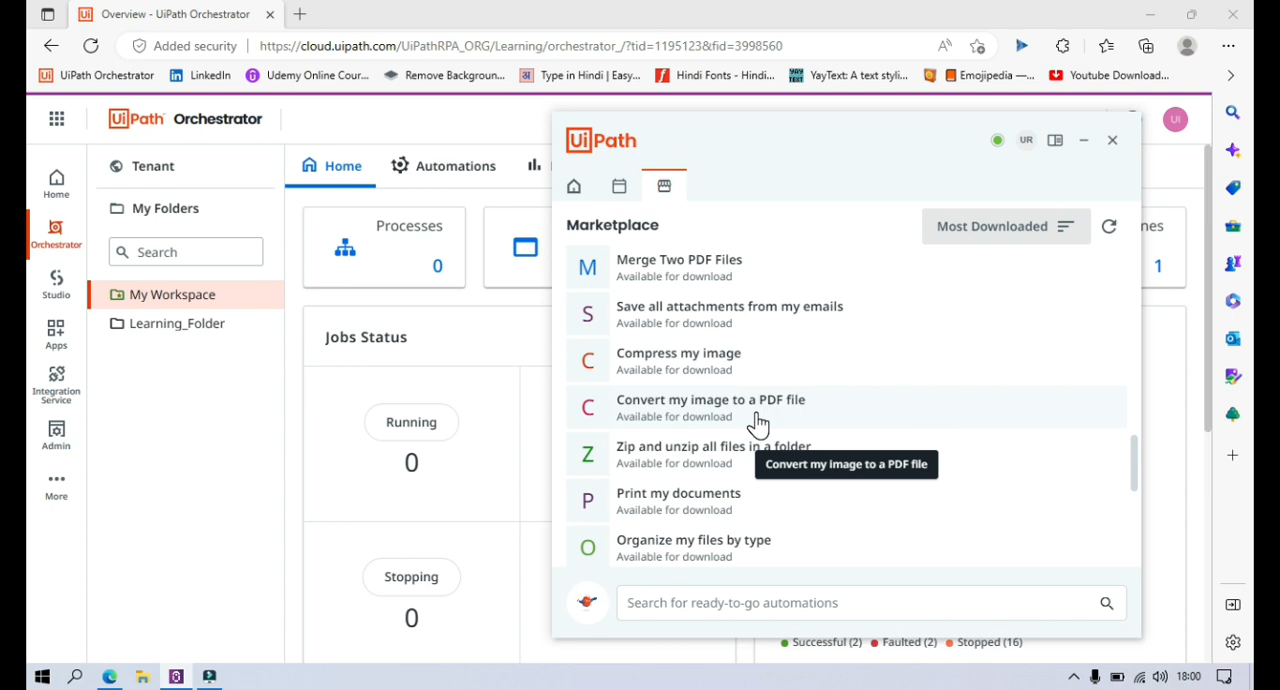 Overview - UiPath Orchestrator
Added security
https://cloud.uipath.com/UiPathRPA_ORG/Learning/orchestrator_/?tid=1195123&fid=3998560
UiPath Orchestrator
LinkedIn
Udemy Online Cour...
Remove Backgroun...
Type in Hindi | Easy...
Hindi Fonts - Hindi...
YayText: A text styli...
Emojipedia —...
Youtube Download...
UiPath Orchestrator
UI
Home
Orchestrator
Studio
Apps
Integration
Service
Admin
More
Tenant
My Folders
Search
My Workspace
Learning_Folder
Home
Automations
Processes
0
nes
1
Jobs Status
Running
0
Stopping
0
Successful (2)
Faulted (2)
Stopped (16)
UiPath
UR
Marketplace
Most Downloaded
M
Merge Two PDF Files
Available for download
S
Save all attachments from my emails
Available for download
C
Compress my image
Available for download
C
Convert my image to a PDF file
Available for download
Z
Zip and unzip all files in a folder
Available for download
Convert my image to a PDF file
P
Print my documents
Available for download
O
Organize my files by type
Available for download
Search for ready-to-go automations
18:00